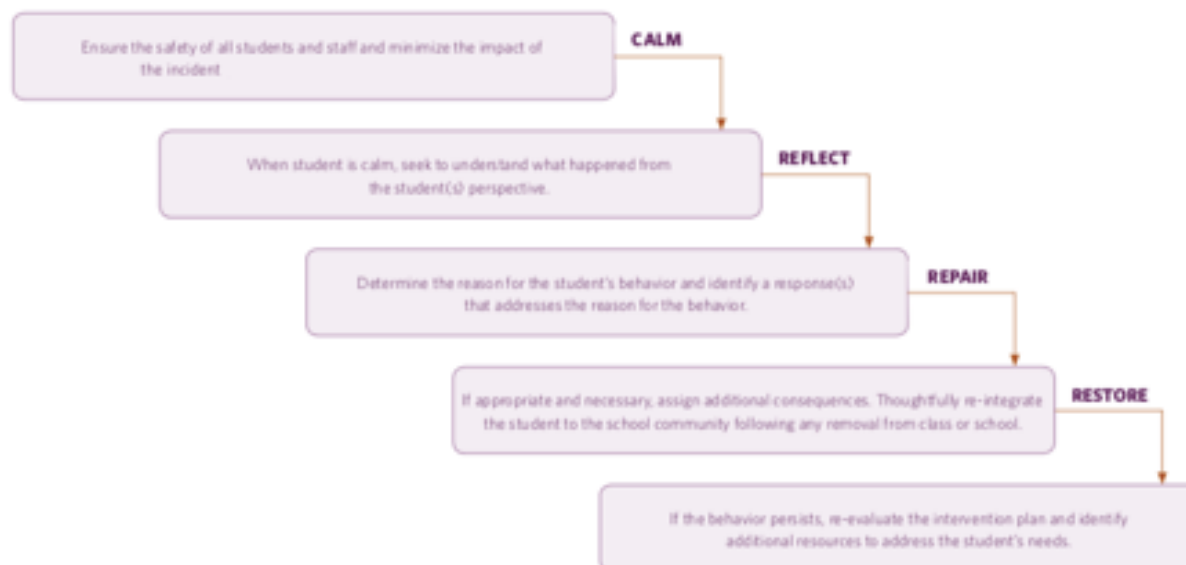 Ensure the safety of all students and staff and minimize the impact of
the incident
CALM
When student is calm, seek to understand what happened from
the student(s) perspective.
REFLECT
Determine the reason for the student's behavior and identify a response(s)
that addresses the reason for the behavior.
REPAIR
If appropriate and necessary, assign additional consequences. Thoughtfully re-integrate
the student to the school community following any removal from class or school.
RESTORE
If the behavior persists, re-evaluate the intervention plan and identify
additional resources to address the student's needs.